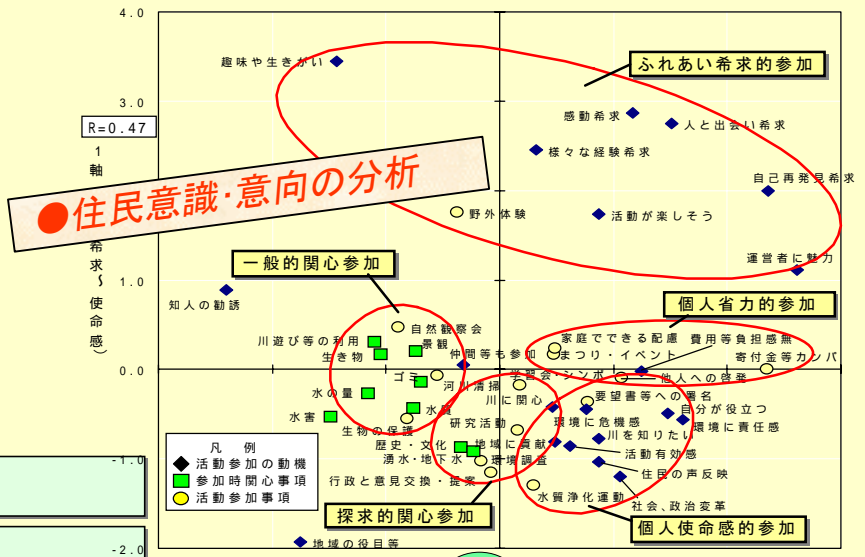 4.0
趣味や生きがい
ふれあい希求的参加
3.0
感動希求
人と出会い希求
R=0.47
1
軸
様々な経験希求
自己再発見希求
●住民意識・意向の分析
野外体験
活動が楽しそう
希求～使命感）
運営者に魅力
一般的関心参加
1.0
知人の勧誘
個人省力的参加
自然観察会
川遊び等の利用
景観
家庭でできる配慮
費用等負担感無
生き物
仲間等も参加
まつり・イベント
寄付金等カンパ
0.0
ゴミ
河川清掃
学習会・シンポ
他人への啓発
水の量
川に関心
要望書等への署名
水害
水質
環境に危機感
自分が役立つ
生物の保護
研究活動
川を知りたい
環境に責任感
凡 例
歴史・文化
地域に貢献
活動有効感
活動参加の動機
湧水・地下水
環境調査
-1.0
参加時関心事項
行政と意見交換・提案
住民の声反映
活動参加事項
水質浄化運動
社会、政治変革
探求的関心参加
個人使命感的参加
地域の役目等
-2.0